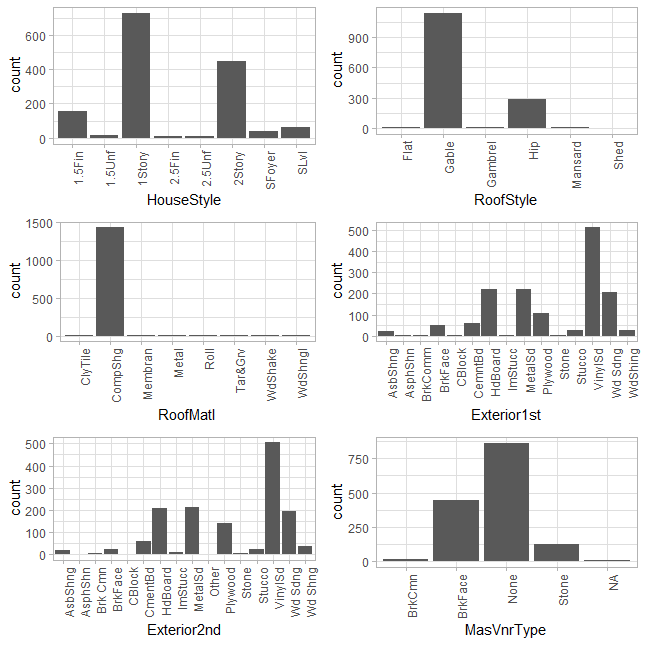 count
600
400
200
0
1.5Fin
1.5Unf
1Story
2.5Fin
2.5Unf
2Story
SFoyer
SLvl
HouseStyle
count
900
600
300
0
Flat
Gable
Gambrel
Hip
Mansard
Shed
RoofStyle
count
1500
1000
500
0
ClyTile
CompShg
Membran
Metal
Roll
Tar&Grv
WdShake
WdShngl
RoofMatl
count
500
400
300
200
100
0
AsbShng
AsphShn
BrkComm
BrkFace
CBlock
CemntBd
HdBoard
ImStucc
MetalSd
Plywood
Stone
Stucco
VinylSd
Wd Sdng
WdShing
Exterior1st
count
500
400
300
200
100
0
AsbShng
AsphShn
Brk Cmn
BrkFace
CBlock
CmentBd
HdBoard
ImStucc
MetalSd
Other
Plywood
Stone
Stucco
VinylSd
Wd Sdng
Wd Shng
Exterior2nd
count
750
500
250
0
BrkCmn
BrkFace
None
Stone
NA
MasVnrType